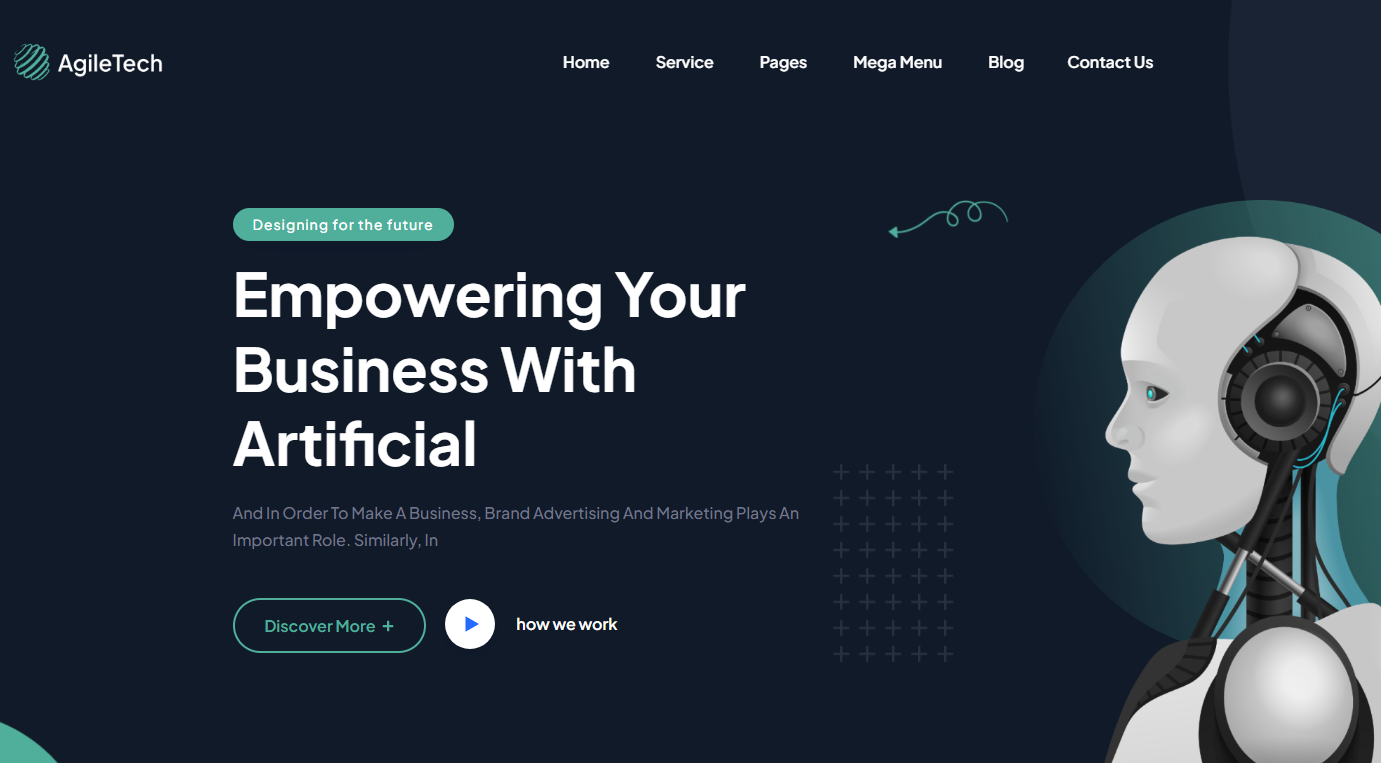 AgileTech
Home Service Pages Mega Menu Blog Contact Us
Designing for the future
Empowering Your
Business With
Artificial
And In Order To Make A Business, Brand Advertising And Marketing Plays An
Important Role. Similarly, In
Discover More +
how we work